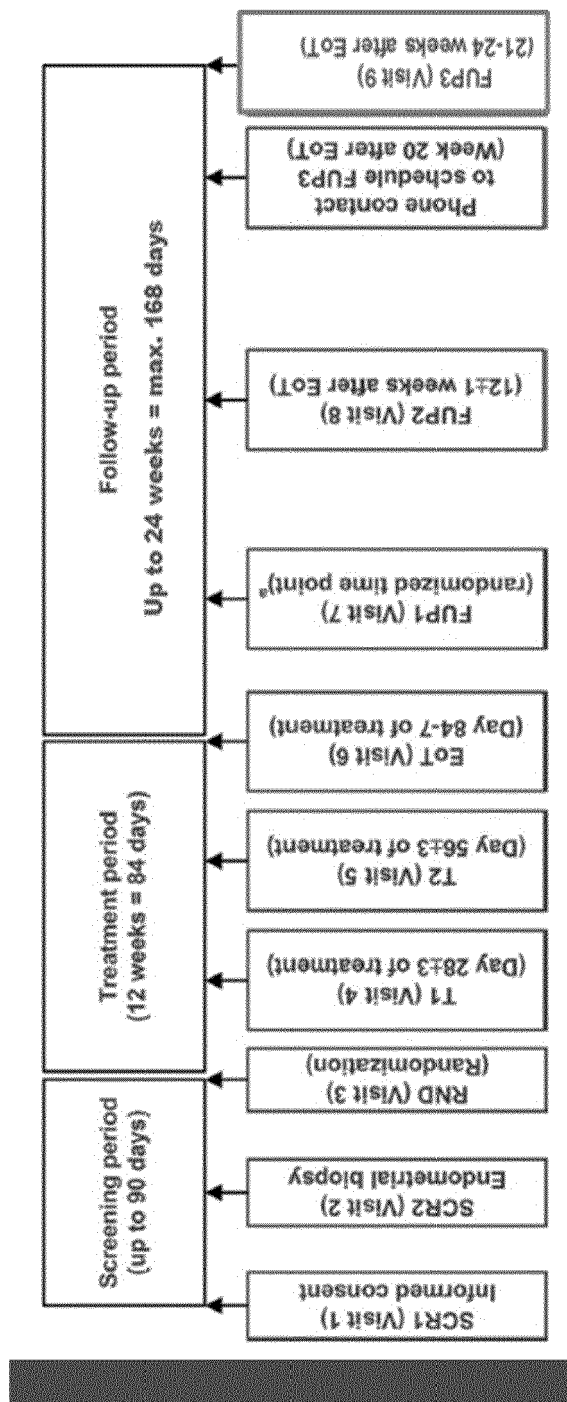 Screening period
(up to 90 days)
Treatment period
(12 weeks = 84 days)
Follow-up period
Up to 24 weeks = max. 168 days
SCR1 (Visit 1)
Informed consent
SCR2 (Visit 2)
Endometrial biopsy
RND (Visit 3)
(Randomization)
T1 (Visit 4)
(Day 28±3 of treatment)
T2 (Visit 5)
(Day 56±3 of treatment)
EoT (Visit 6)
(Day 84-7 of treatment)
FUP1 (Visit 7)
(randomized time point)ª
FUP2 (Visit 8)
(12±1 weeks after EoT)
Phone contact
to schedule FUP3
(Week 20 after EoT)
FUP3 (Visit 9)
(21-24 weeks after EoT)